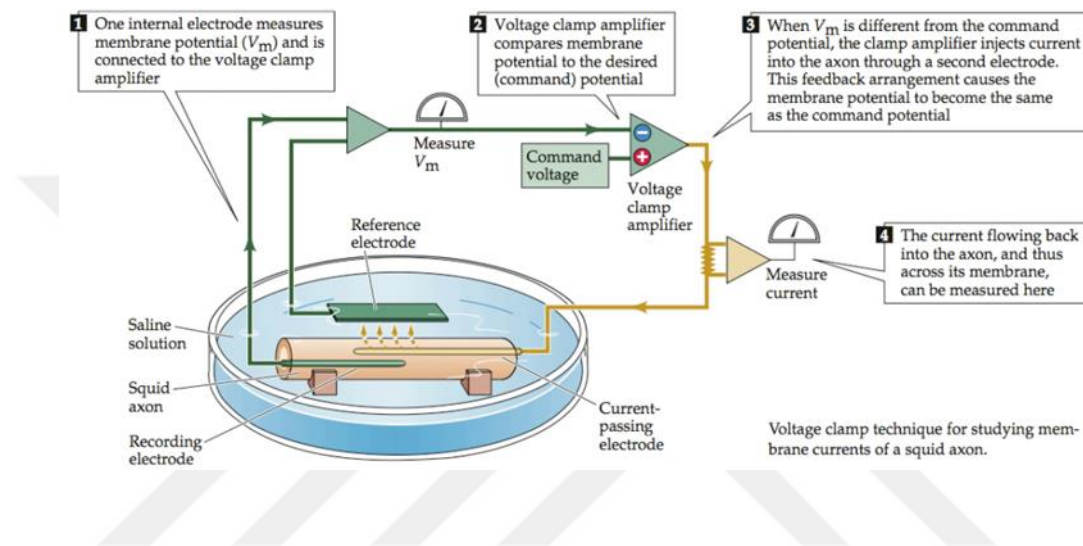 1 One internal electrode measures
membrane potential (Vm) and is
connected to the voltage clamp
amplifier
2 Voltage clamp amplifier
compares membrane
potential to the desired
(command) potential
3 When Vm is different from the command
potential, the clamp amplifier injects current
into the axon through a second electrode.
This feedback arrangement causes the
membrane potential to become the same
as the command potential
Measure
Vm
Command
voltage
−
+
Voltage
clamp
amplifier
Reference
electrode
Measure
current
4 The current flowing back
into the axon, and thus
across its membrane,
can be measured here
Saline
solution
Squid
axon
Recording
electrode
Current-
passing
electrode
Voltage clamp technique for studying mem-
brane currents of a squid axon.